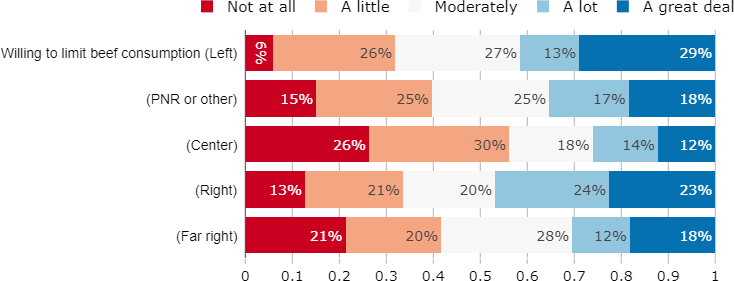 Not at all A little Moderately A lot A great deal
Willing to limit beef consumption (Left) 6% 26% 27% 13% 29%
(PNR or other) 15% 25% 25% 17% 18%
(Center) 26% 30% 18% 14% 12%
(Right) 13% 21% 20% 24% 23%
(Far right) 21% 20% 28% 12% 18%
0 0.1 0.2 0.3 0.4 0.5 0.6 0.7 0.8 0.9 1